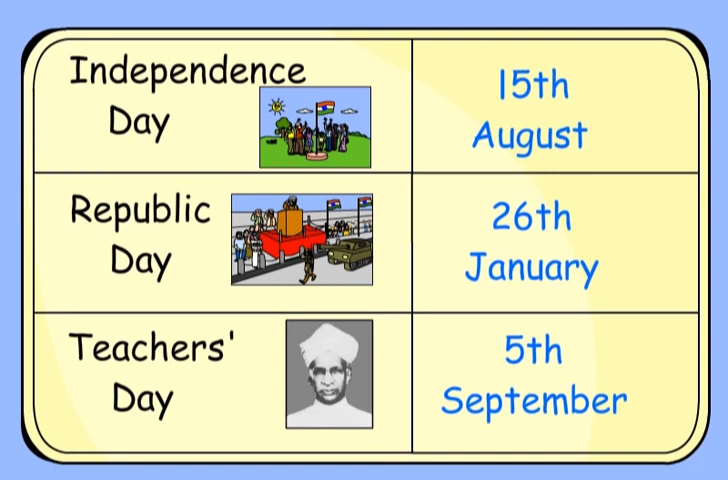 Independence
Day
15th
August
Republic
Day
26th
January
Teachers'
Day
5th
September